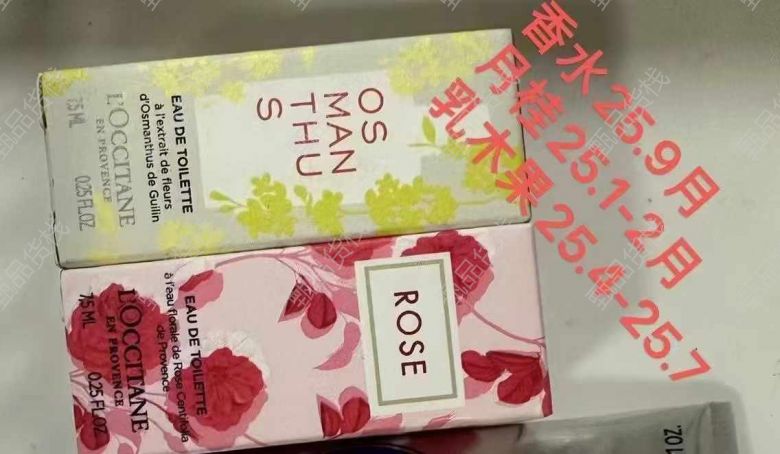 香水25.9月
月桂25.1-2月
乳木果25.4-25.7
OS
MAN
THU
S
EAU DE TOILETTE
à l'extrait de fleurs
d'Osmanthus de Guilin
L'OCCITANE
EN PROVENCE
7.5 ML
0.25 FL.OZ
ROSE
EAU DE TOILETTE
à l'eau florale de Rose Centifolia
de Provence
L'OCCITANE
EN PROVENCE
7.5 ML
0.25 FL.OZ